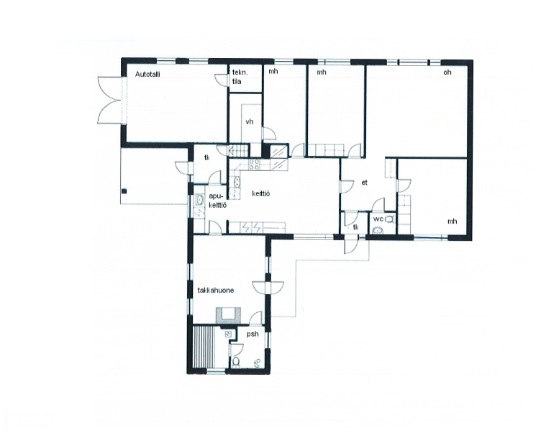 Autotalli
tekn.
tila
mh
mh
oh
vh
tk
apu-
keittiö
keittiö
et
mh
wc
tk
takkahuone
psh